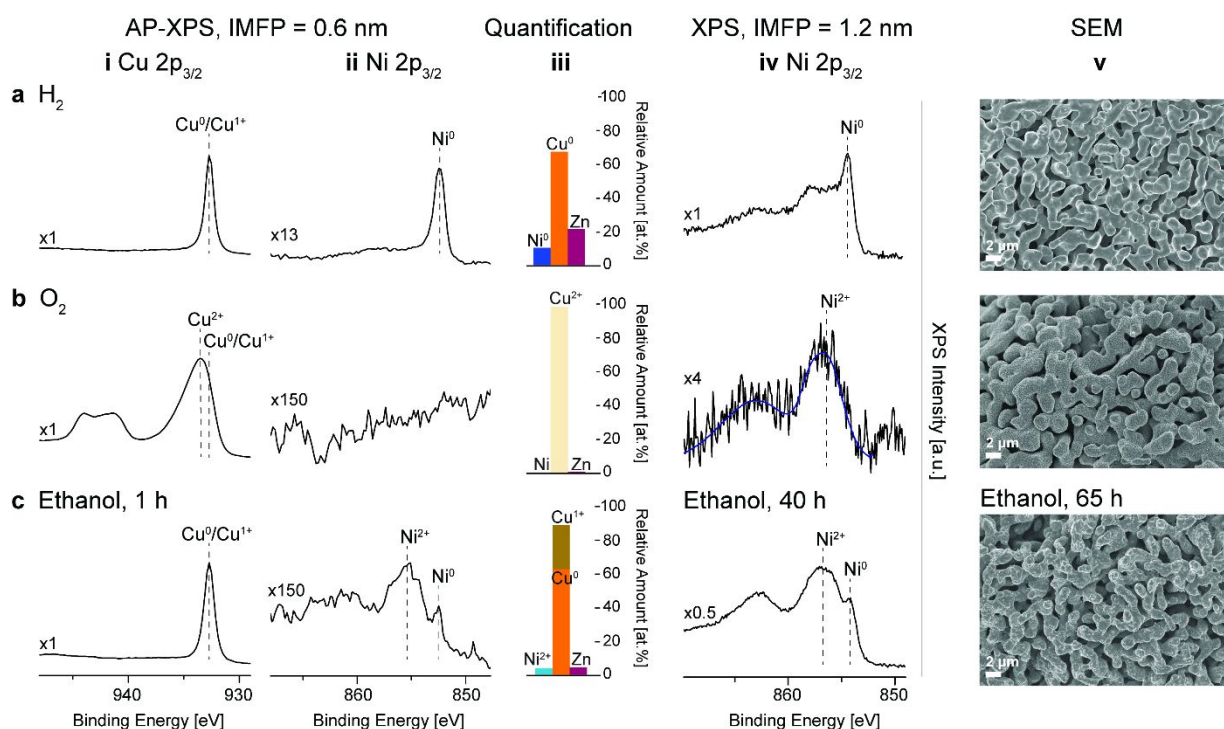 AP-XPS, IMFP = 0.6 nm
Quantification
XPS, IMFP = 1.2 nm
SEM
i Cu 2p3/2
ii Ni 2p3/2
iii
iv Ni 2p3/2
v
a H2
Cu⁰/Cu¹⁺
x1
Ni⁰
x13
-100
-80
-60
-40
-20
0
Relative Amount [at.%]
Cu⁰
Ni⁰
Zn
Ni⁰
x1
2 µm
b O2
Cu²⁺
Cu⁰/Cu¹⁺
x1
x150
Cu²⁺
-100
-80
-60
-40
-20
0
Relative Amount [at.%]
Ni
Zn
Ni²⁺
x4
XPS Intensity [a.u.]
2 µm
c Ethanol, 1 h
Cu⁰/Cu¹⁺
x1
Ni²⁺
Ni⁰
x150
Cu¹⁺
Cu⁰
-100
-80
-60
-40
-20
0
Relative Amount [at.%]
Ni²⁺
Zn
Ethanol, 40 h
Ni²⁺
Ni⁰
x0.5
Ethanol, 65 h
2 µm
940
930
Binding Energy [eV]
860
850
Binding Energy [eV]
860
850
Binding Energy [eV]